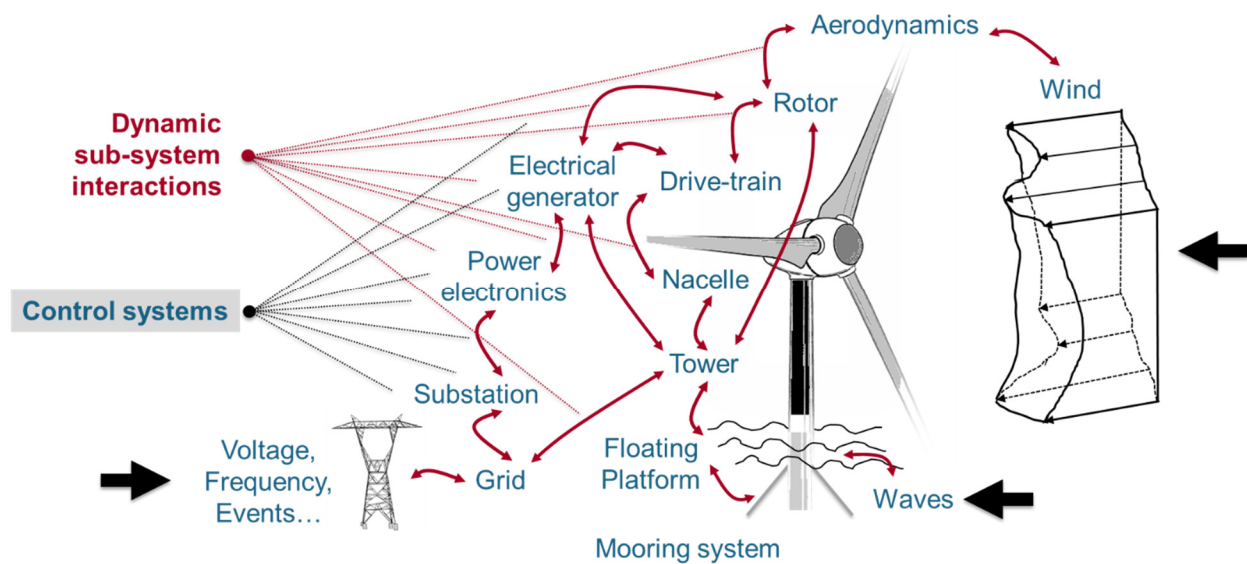 Aerodynamics
Wind
Rotor
Dynamic
sub-system
interactions
Electrical
generator
Drive-train
Power
electronics
Nacelle
Control systems
Tower
Substation
Voltage,
Frequency,
Events…
Grid
Floating
Platform
Waves
Mooring system